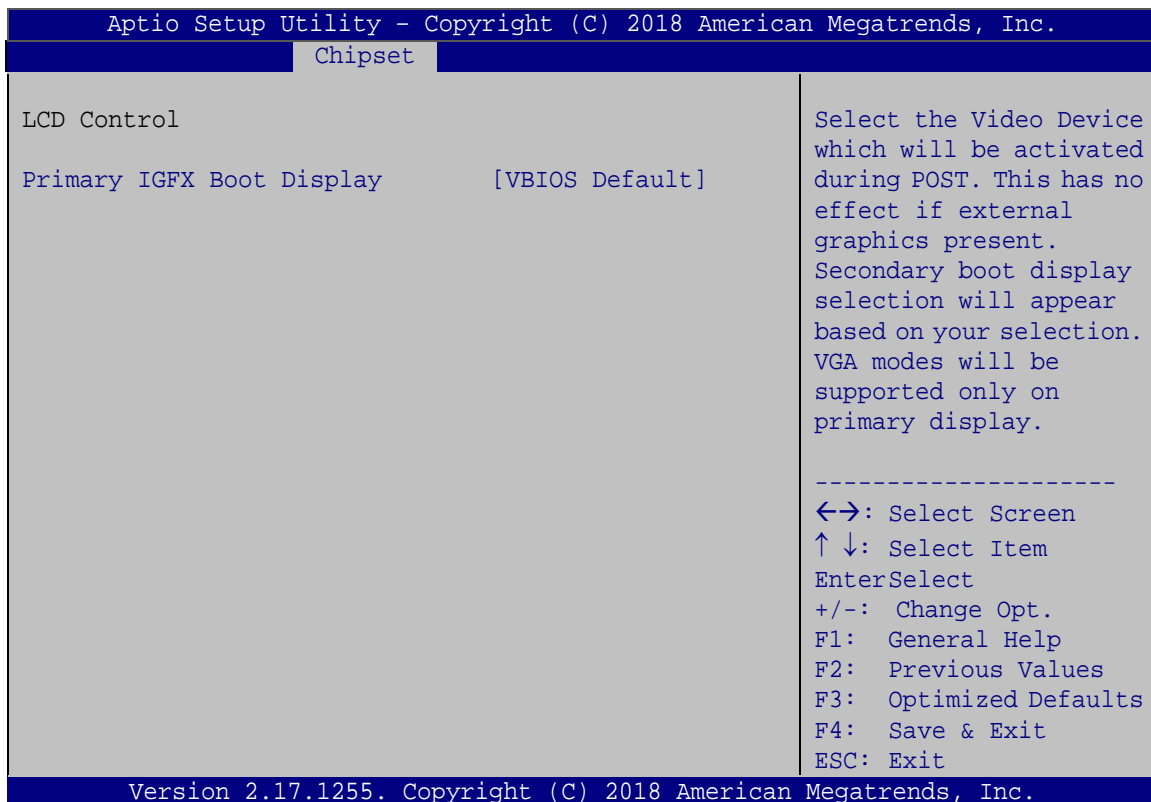 Aptio Setup Utility – Copyright (C) 2018 American Megatrends, Inc.
Chipset
LCD Control
Primary IGFX Boot Display [VBIOS Default]
Select the Video Device
which will be activated
during POST. This has no
effect if external
graphics present.
Secondary boot display
selection will appear
based on your selection.
VGA modes will be
supported only on
primary display.
---------------------
←→: Select Screen
↑ ↓: Select Item
EnterSelect
+/-: Change Opt.
F1: General Help
F2: Previous Values
F3: Optimized Defaults
F4: Save & Exit
ESC: Exit
Version 2.17.1255. Copyright (C) 2018 American Megatrends, Inc.